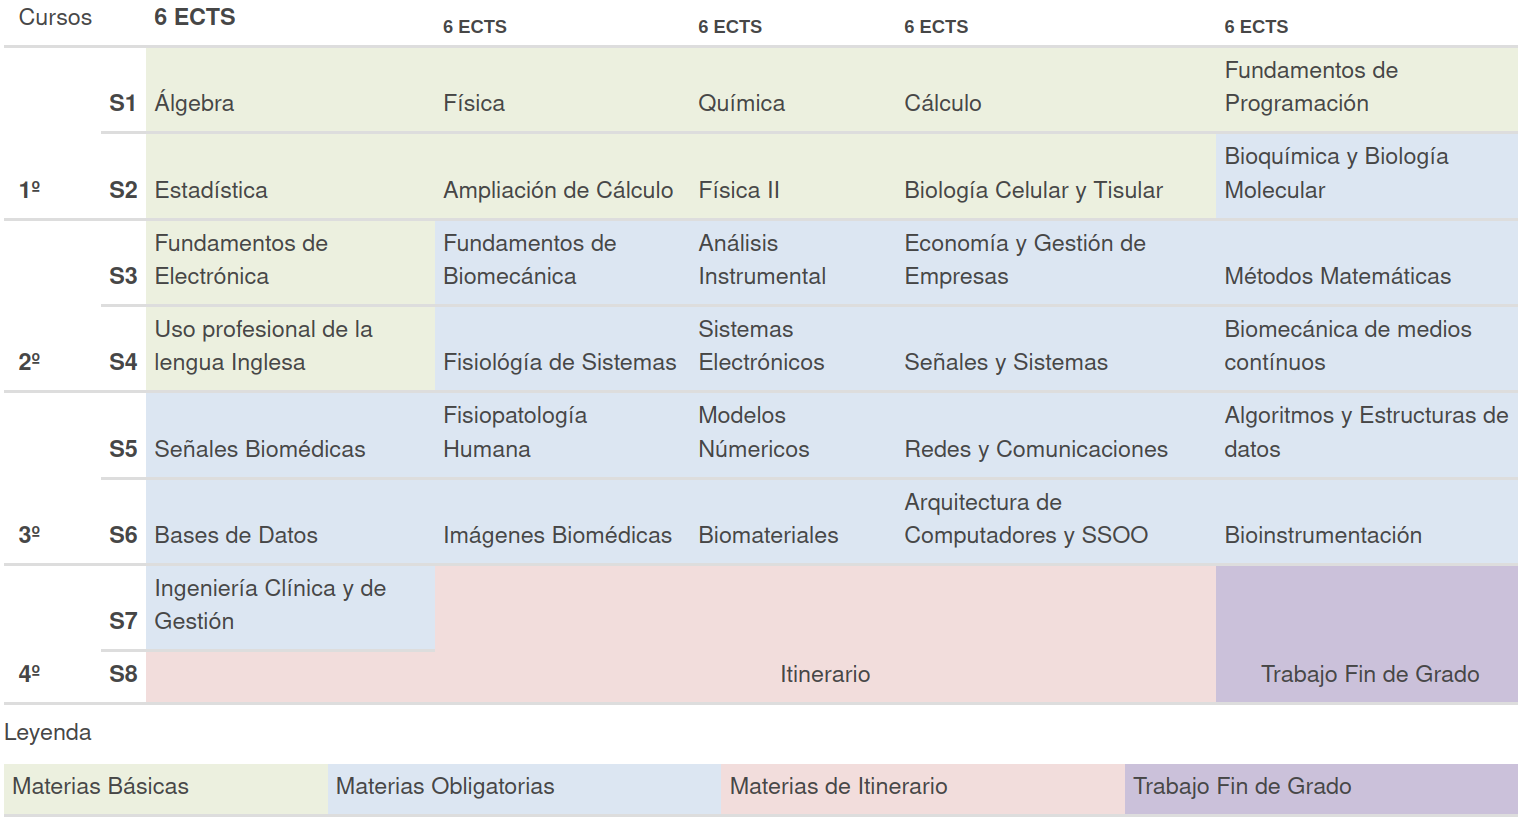 Cursos 6 ECTS 6 ECTS 6 ECTS 6 ECTS 6 ECTS
Fundamentos de
S1 Álgebra Física Química Cálculo Programación
Bioquímica y Biología
1º S2 Estadística Ampliación de Cálculo Física II Biología Celular y Tisular Molecular
Fundamentos de Fundamentos de Análisis Economía y Gestión de
S3 Electrónica Biomecánica Instrumental Empresas Métodos Matemáticas
Uso profesional de la Sistemas Biomecánica de medios
2º S4 lengua Inglesa Fisiológía de Sistemas Electrónicos Señales y Sistemas contínuos
Fisiopatología Modelos Algoritmos y Estructuras de
S5 Señales Biomédicas Humana Númericos Redes y Comunicaciones datos
Arquitectura de
3º S6 Bases de Datos Imágenes Biomédicas Biomateriales Computadores y SSOO Bioinstrumentación
Ingeniería Clínica y de
S7 Gestión
4º S8 Itinerario Trabajo Fin de Grado
Leyenda
Materias Básicas Materias Obligatorias Materias de Itinerario Trabajo Fin de Grado